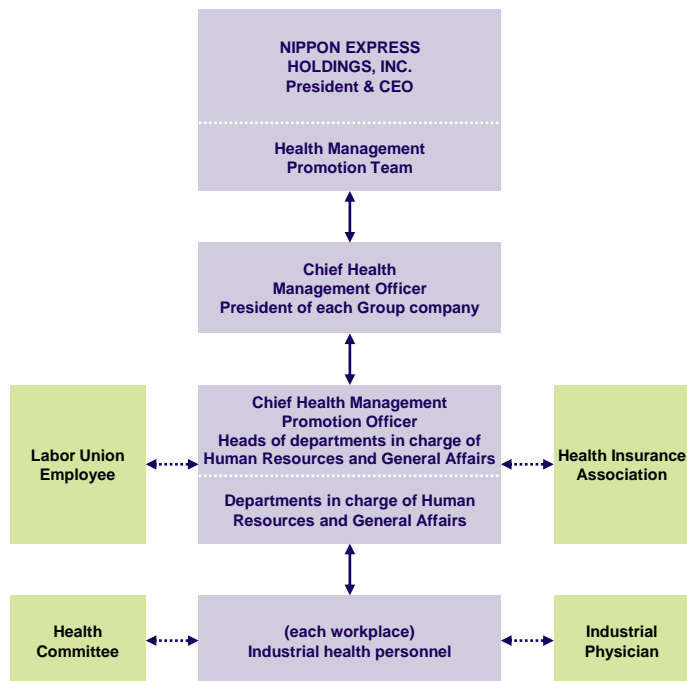 NIPPON EXPRESS
HOLDINGS, INC.
President & CEO
Health Management
Promotion Team
Chief Health
Management Officer
President of each Group company
Labor Union
Employee
Chief Health Management
Promotion Officer
Heads of departments in charge of
Human Resources and General Affairs
Departments in charge of Human
Resources and General Affairs
Health Insurance
Association
Health
Committee
(each workplace)
Industrial health personnel
Industrial
Physician